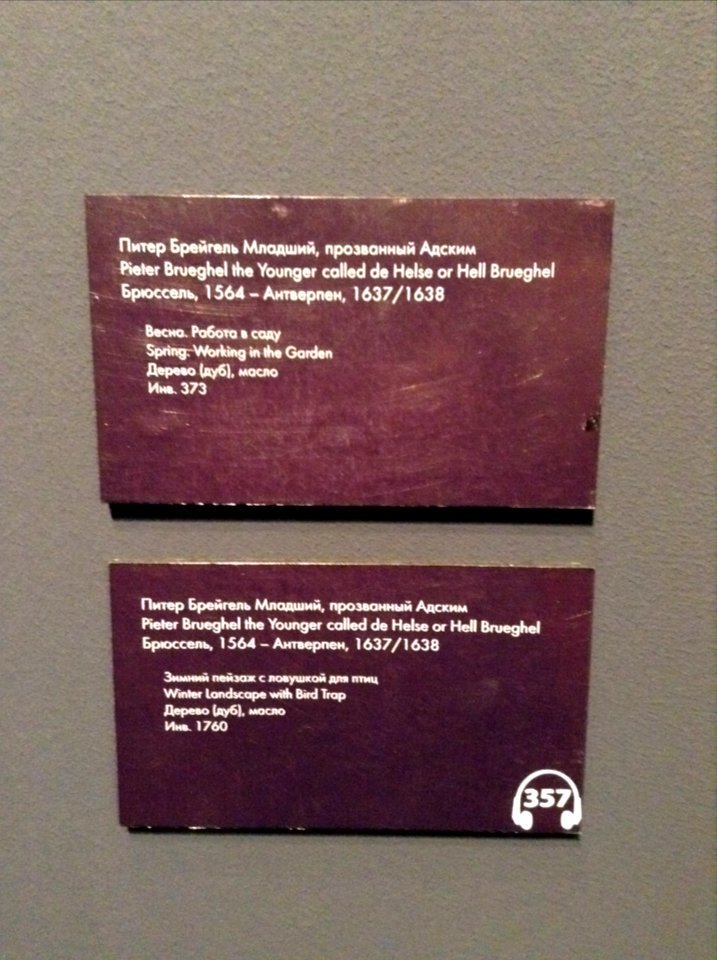 Питер Брейгель Младший, прозванный Адским
Pieter Brueghel the Younger called de Helse or Hell Brueghel
Брюссель, 1564 – Антверпен, 1637/1638
Весна. Работа в саду
Spring: Working in the Garden
Дерево (дуб), масло
Инв. 373
Питер Брейгель Младший, прозванный Адским
Pieter Brueghel the Younger called de Helse or Hell Brueghel
Брюссель, 1564 – Антверпен, 1637/1638
Зимний пейзаж с ловушкой для птиц
Winter Landscape with Bird Trap
Дерево (дуб), масло
Инв. 1760
357